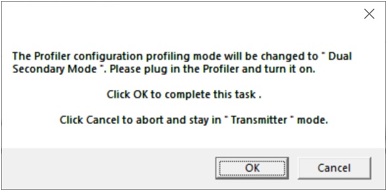 The Profiler configuration profiling mode will be changed to " Dual
Secondary Mode ". Please plug in the Profiler and turn it on.
Click OK to complete this task .
Click Cancel to abort and stay in " Transmitter " mode.
OK Cancel